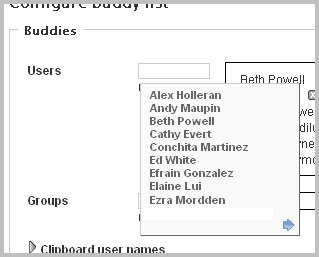 Configure buddy list
Buddies
Users
Beth Powell
Alex Holleran
Andy Maupin
Beth Powell
Cathy Evert
Conchita Martinez
Ed White
Efrain Gonzalez
Elaine Lui
Ezra Mordden
Groups
Clipboard user names